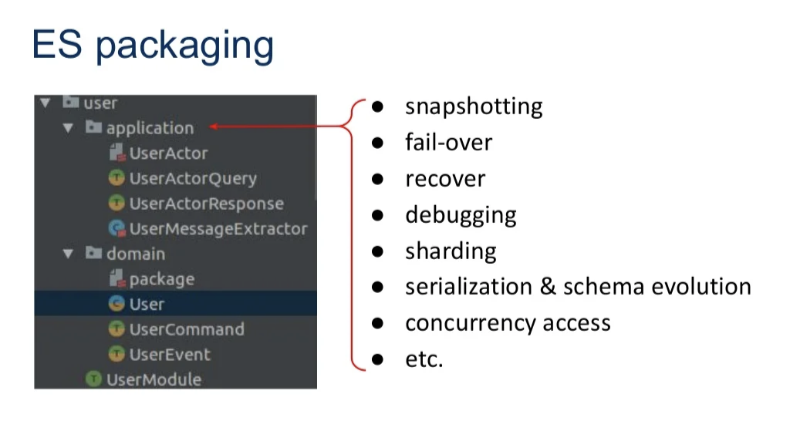 ES packaging
user
application
UserActor
UserActorQuery
UserActorResponse
UserMessageExtractor
domain
package
User
UserCommand
UserEvent
UserModule
● snapshotting
● fail-over
● recover
● debugging
● sharding
● serialization & schema evolution
● concurrency access
● etc.